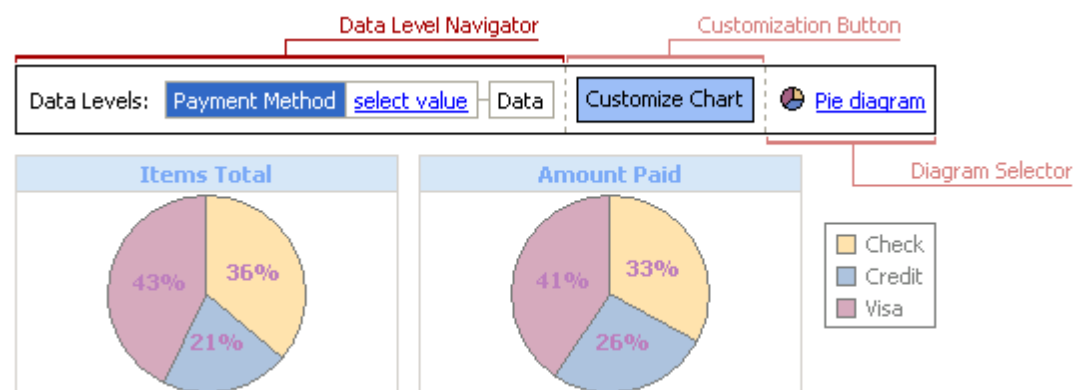 Data Level Navigator Customization Button
Data Levels: Payment Method select value Data Customize Chart Pie diagram
Diagram Selector
Items Total Amount Paid
Check
Credit
Visa
43% 36% 21%
41% 33% 26%